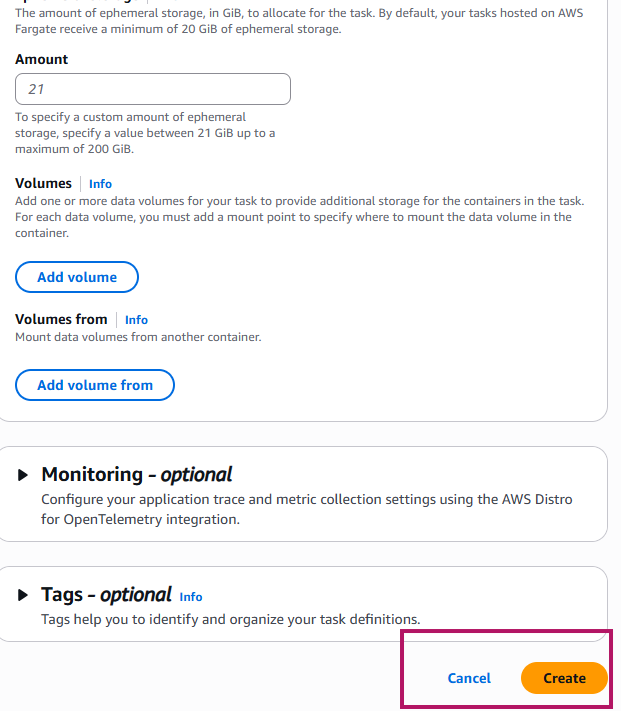 The amount of ephemeral storage, in GiB, to allocate for the task. By default, your tasks hosted on AWS
Fargate receive a minimum of 20 GiB of ephemeral storage.
Amount
21
To specify a custom amount of ephemeral
storage, specify a value between 21 GiB up to a
maximum of 200 GiB.
Volumes Info
Add one or more data volumes for your task to provide additional storage for the containers in the task.
For each data volume, you must add a mount point to specify where to mount the data volume in the
container.
Add volume
Volumes from Info
Mount data volumes from another container.
Add volume from
Monitoring - optional
Configure your application trace and metric collection settings using the AWS Distro
for OpenTelemetry integration.
Tags - optional Info
Tags help you to identify and organize your task definitions.
Cancel Create